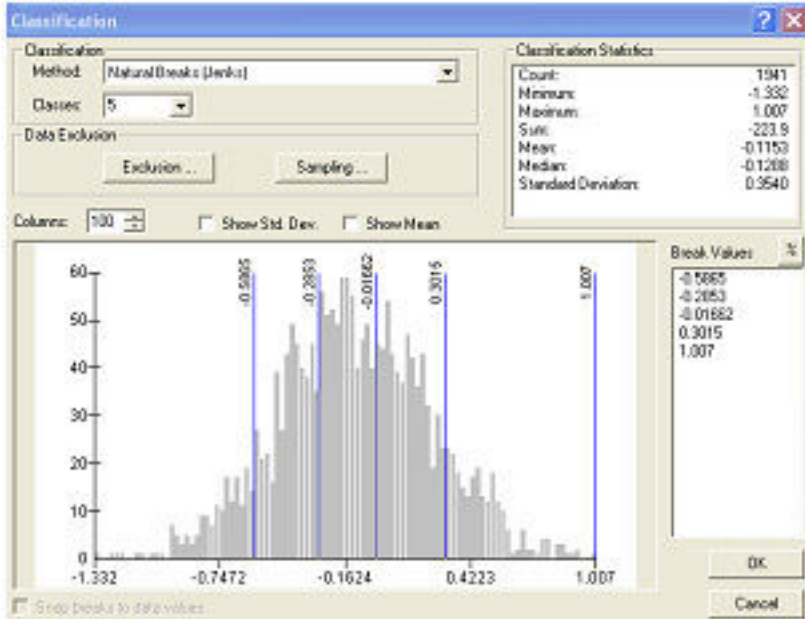 Classification
Classification
Method: Natural Breaks (Jenks)
Classes: 5
Data Exclusion
Exclusion ...
Sampling ...
Classification Statistics
Count: 1941
Minimum: -1.332
Maximum: 1.007
Sum: -223.9
Mean: -0.1153
Median: -0.1288
Standard Deviation: 0.3540
Columns: 100
Show Std. Dev.
Show Mean
Break Values %
-0.5865
-0.2853
-0.01662
0.3015
1.007
-0.5865
-0.2853
-0.01662
0.3015
1.007
60
50
40
30
20
10
0
-1.332
-0.7472
-0.1624
0.4223
1.007
OK
Cancel
Snap breaks to data values